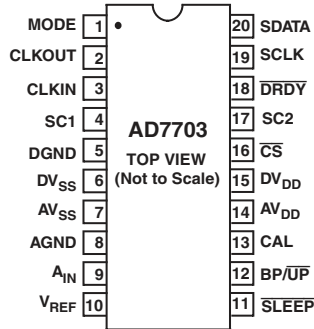 MODE 1 20 SDATA
CLKOUT 2 19 SCLK
CLKIN 3 18 DRDY
SC1 4 17 SC2
DGND 5 16 CS
DVSS 6 15 DVDD
AVSS 7 14 AVDD
AGND 8 13 CAL
AIN 9 12 BP/UP
VREF 10 11 SLEEP
AD7703
TOP VIEW
(Not to Scale)